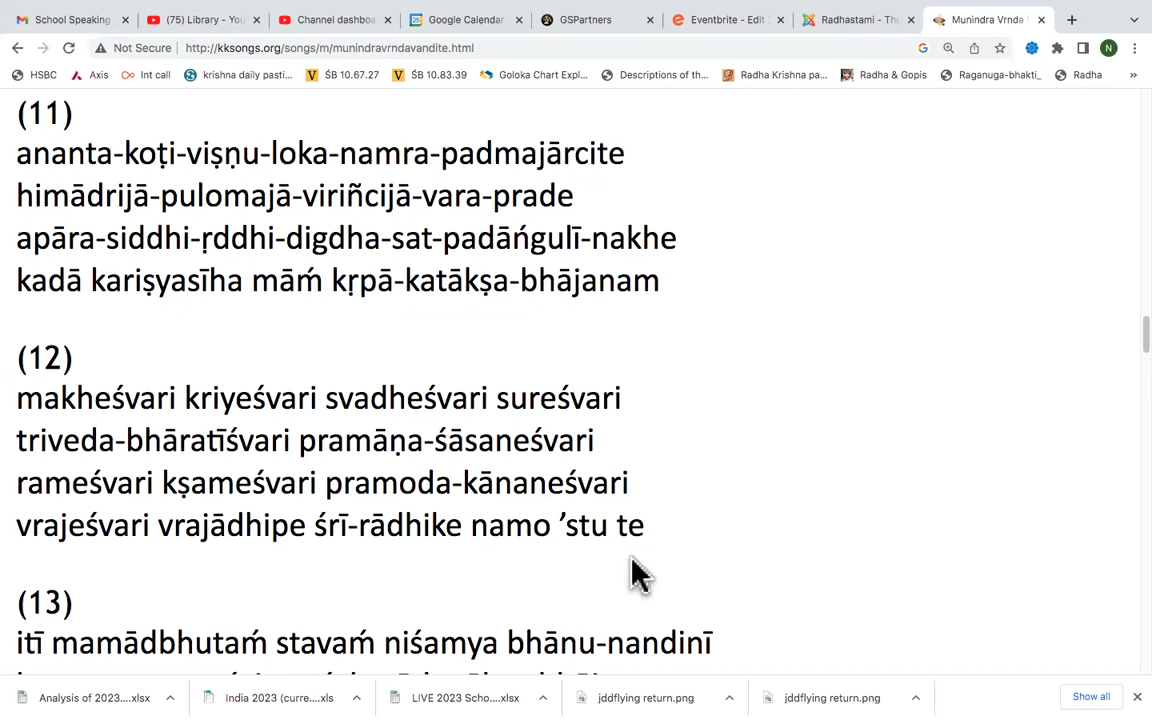 School Speaking
(75) Library - You
Channel dashboa
Google Calendar
GSPartners
Eventbrite - Edit
Radhastami - The
Munindra Vrnda V
Not Secure | http://kksongs.org/songs/m/munindravrndavandite.html
N
HSBC
Axis
Int call
krishna daily pasti...
ŚB 10.67.27
ŚB 10.83.39
Goloka Chart Expl...
Descriptions of th...
Radha Krishna pa...
Radha & Gopis
Raganuga-bhakti_
Radha
(11)
ananta-koṭi-viṣṇu-loka-namra-padmajārcite
himādrijā-pulomajā-viriñcijā-vara-prade
apāra-siddhi-ṛddhi-digdha-sat-padāńgulī-nakhe
kadā kariṣyasīha māḿ kṛpā-katākṣa-bhājanam
(12)
makheśvari kriyeśvari svadheśvari sureśvari
triveda-bhāratīśvari pramāṇa-śāsaneśvari
rameśvari kṣameśvari pramoda-kānaneśvari
vrajeśvari vrajādhipe śrī-rādhike namo ’stu te
(13)
itī mamādbhutaḿ stavaḿ niśamya bhānu-nandinī
Analysis of 2023....xlsx
India 2023 (curre....xls
LIVE 2023 Scho....xlsx
jddflying return.png
jddflying return.png
Show all